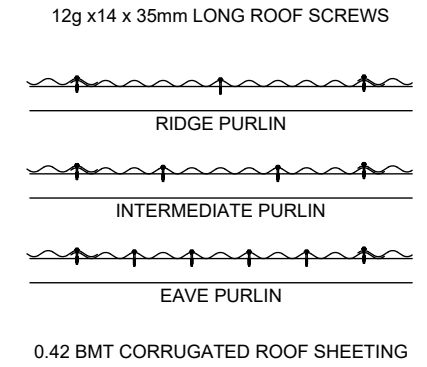 12g x14 x 35mm LONG ROOF SCREWS
RIDGE PURLIN
INTERMEDIATE PURLIN
EAVE PURLIN
0.42 BMT CORRUGATED ROOF SHEETING